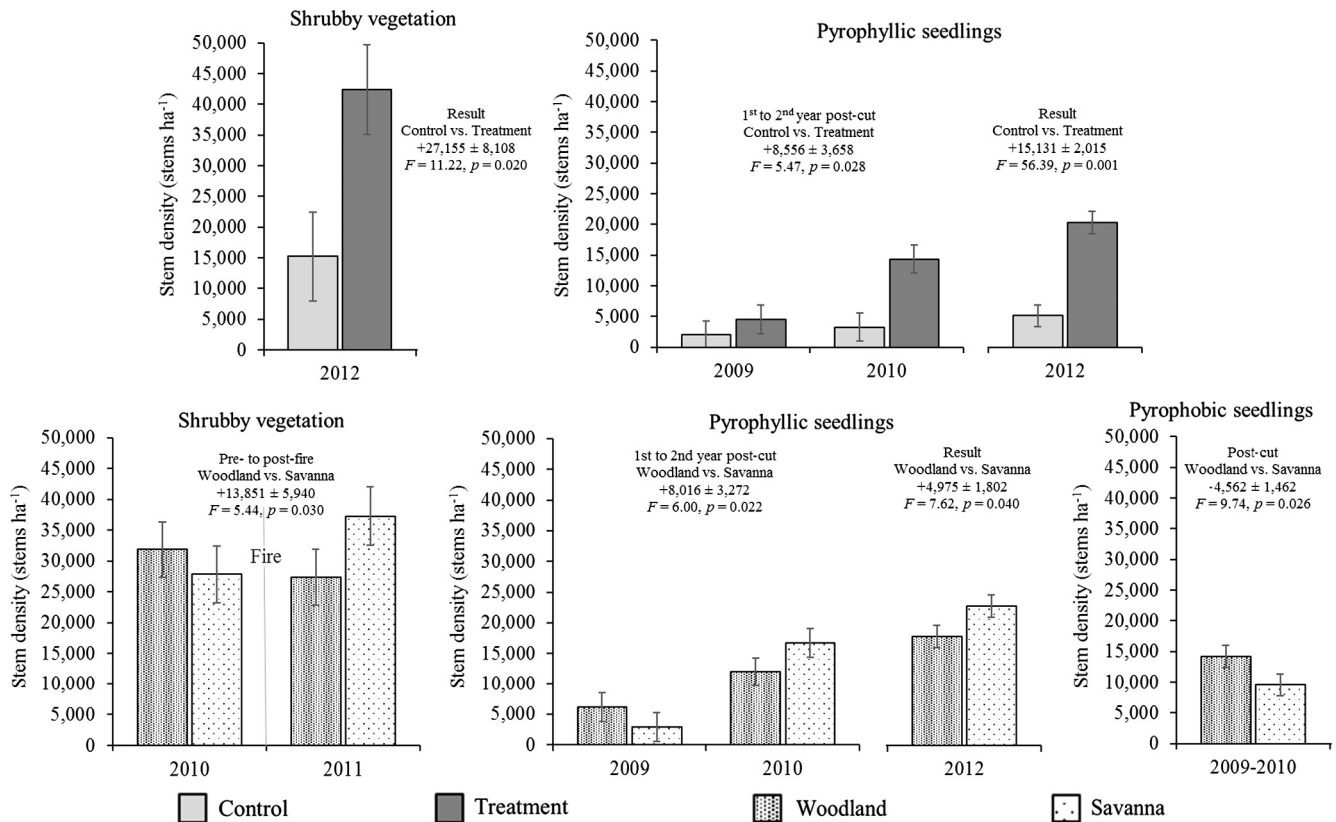 Shrubby vegetation
Stem density (stems ha-1)
50,000
45,000
40,000
35,000
30,000
25,000
20,000
15,000
10,000
5,000
0
2012
Result
Control vs. Treatment
+27,155 ± 8,108
F = 11.22, p = 0.020
Pyrophyllic seedlings
Stem density (stems ha-1)
50,000
45,000
40,000
35,000
30,000
25,000
20,000
15,000
10,000
5,000
0
1st to 2nd year post-cut
Control vs. Treatment
+8,556 ± 3,658
F = 5.47, p = 0.028
Result
Control vs. Treatment
+15,131 ± 2,015
F = 56.39, p = 0.001
2009 2010 2012
Shrubby vegetation
Stem density (stems ha-1)
50,000
45,000
40,000
35,000
30,000
25,000
20,000
15,000
10,000
5,000
0
Pre- to post-fire
Woodland vs. Savanna
+13,851 ± 5,940
F = 5.44, p = 0.030
Fire
2010 2011
Pyrophyllic seedlings
Stem density (stems ha-1)
50,000
45,000
40,000
35,000
30,000
25,000
20,000
15,000
10,000
5,000
0
1st to 2nd year post-cut
Woodland vs. Savanna
+8,016 ± 3,272
F = 6.00, p = 0.022
Result
Woodland vs. Savanna
+4,975 ± 1,802
F = 7.62, p = 0.040
2009 2010 2012
Pyrophobic seedlings
Stem density (stems ha-1)
50,000
45,000
40,000
35,000
30,000
25,000
20,000
15,000
10,000
5,000
0
Post-cut
Woodland vs. Savanna
-4,562 ± 1,462
F = 9.74, p = 0.026
2009-2010
Control Treatment Woodland Savanna